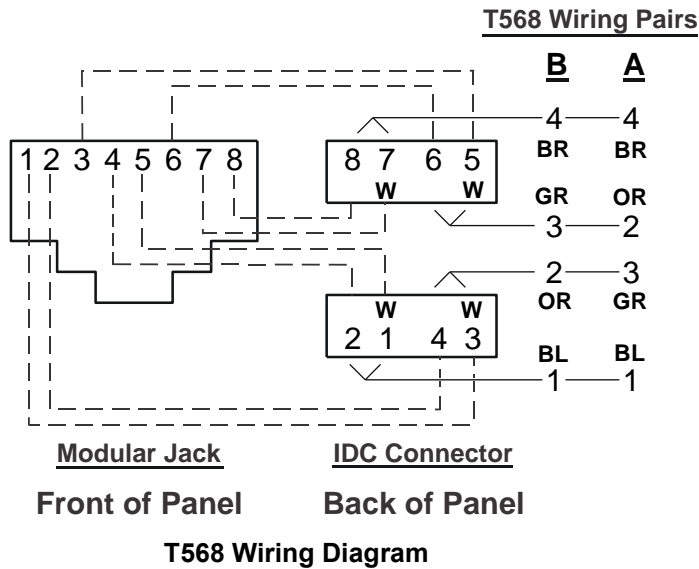 T568 Wiring Pairs
B A
4 4
BR BR
1 2 3 4 5 6 7 8
8 7 6 5
W W
GR OR
3 2
2 3
OR GR
W W
2 1 4 3
BL BL
1 1
Modular Jack IDC Connector
Front of Panel Back of Panel
T568 Wiring Diagram